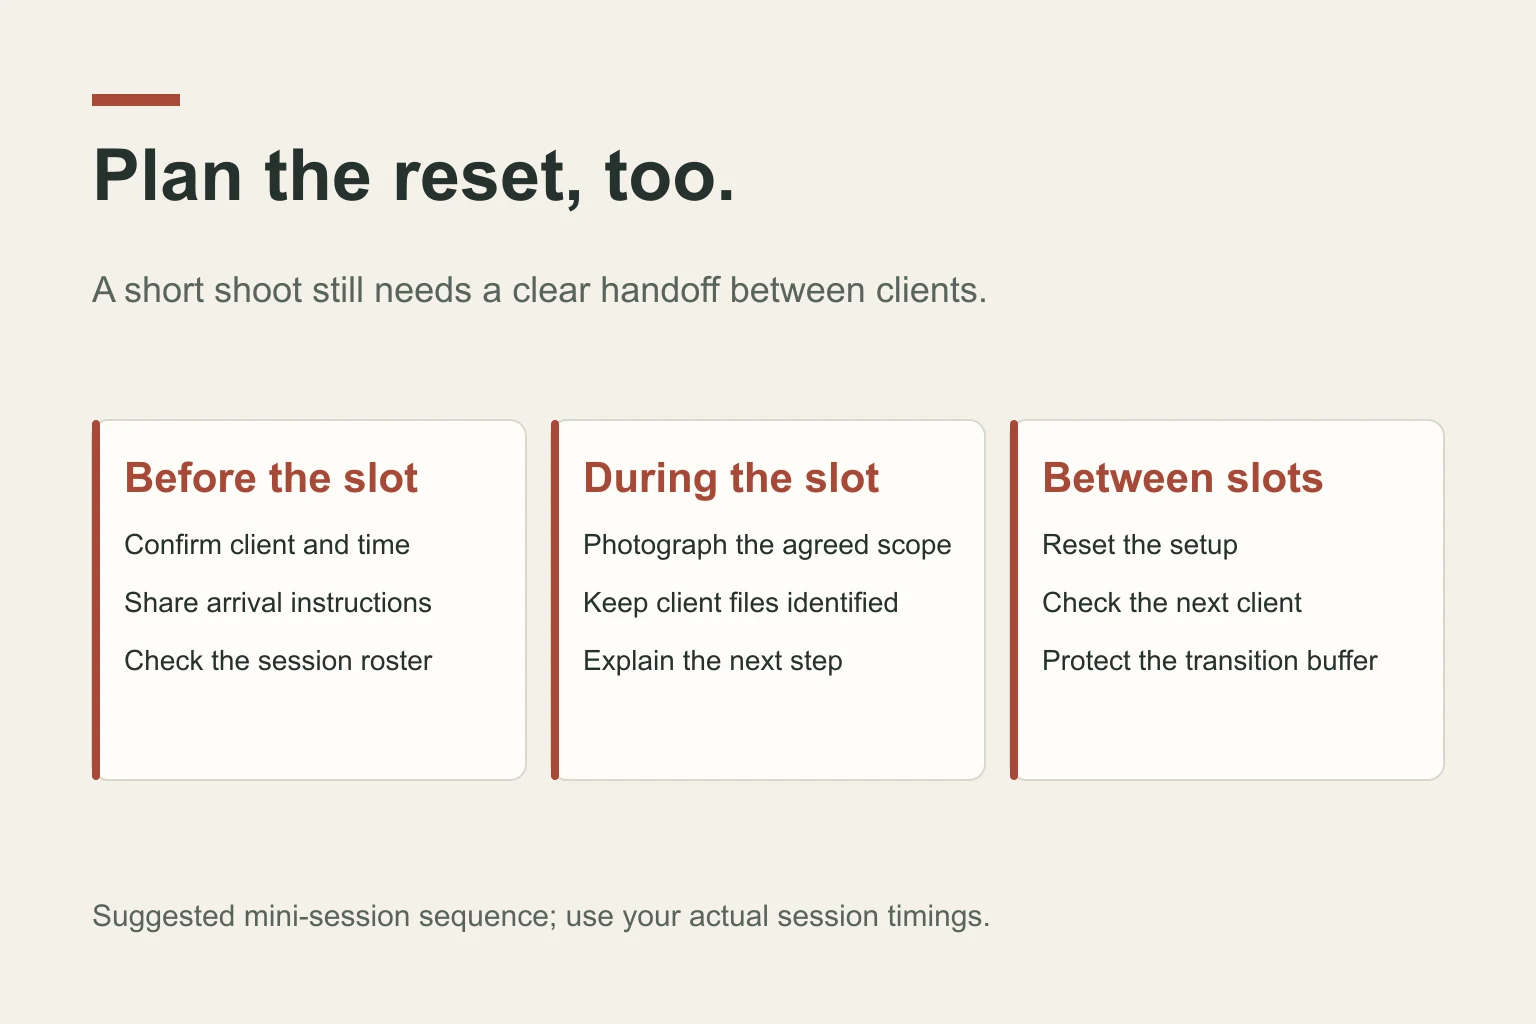 Plan the reset, too.
A short shoot still needs a clear handoff between clients.
Before the slot
Confirm client and time
Share arrival instructions
Check the session roster
During the slot
Photograph the agreed scope
Keep client files identified
Explain the next step
Between slots
Reset the setup
Check the next client
Protect the transition buffer
Suggested mini-session sequence; use your actual session timings.